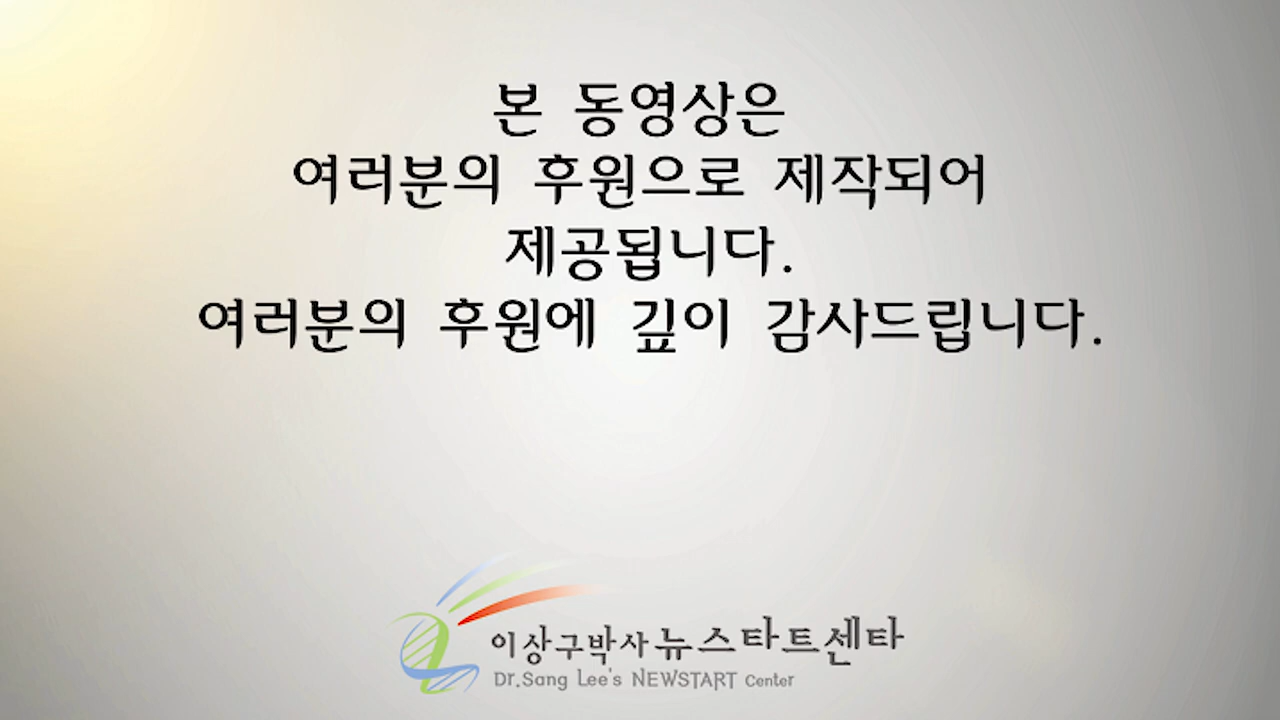 본 동영상은
여러분의 후원으로 제작되어
제공됩니다.
여러분의 후원에 깊이 감사드립니다.
이상구박사 뉴스타트센타
Dr.Sang Lee's NEWSTART Center